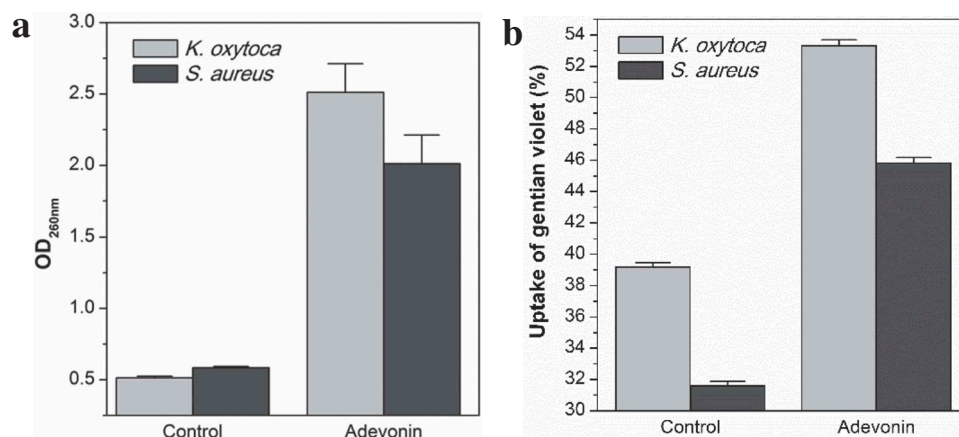 a
3.0
2.5
2.0
1.5
1.0
0.5
OD260nm
K. oxytoca
S. aureus
Control
Adevonin
b
54
52
50
48
46
44
42
40
38
36
34
32
30
Uptake of gentian violet (%)
K. oxytoca
S. aureus
Control
Adevonin